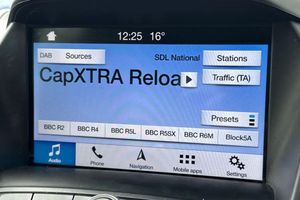 12:25 16°
DAB Sources SDL National Stations
CapXTRA Reloa
Traffic (TA)
Presets
BBC R2 BBC R4 BBC R5L BBC R5SX BBC R6M Block5A
Audio Phone Navigation Mobile apps Settings